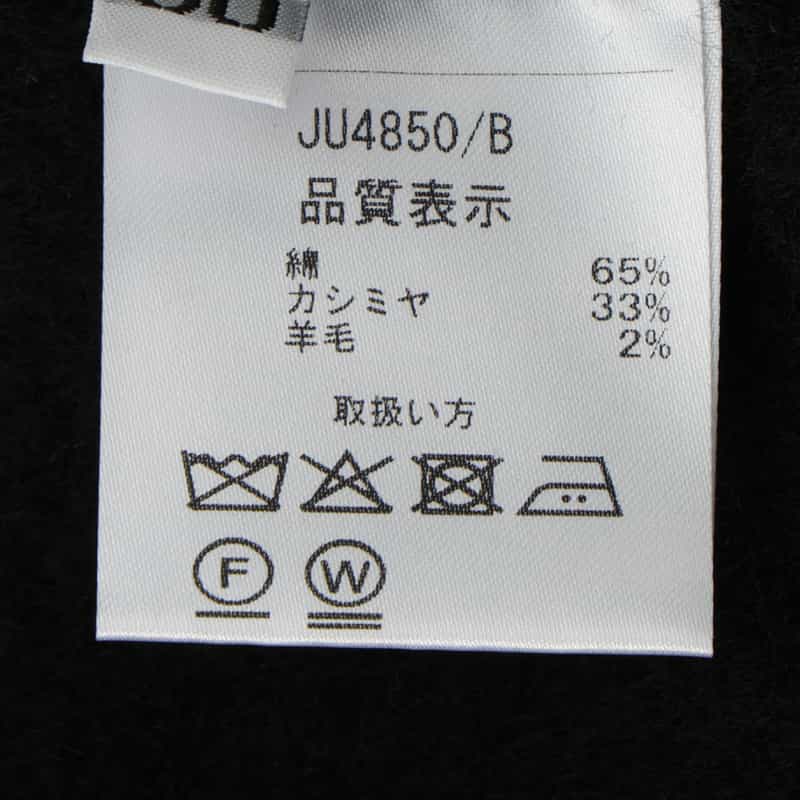 JU4850/B
品質表示
綿 65%
カシミヤ 33%
羊毛 2%
取扱い方
F W